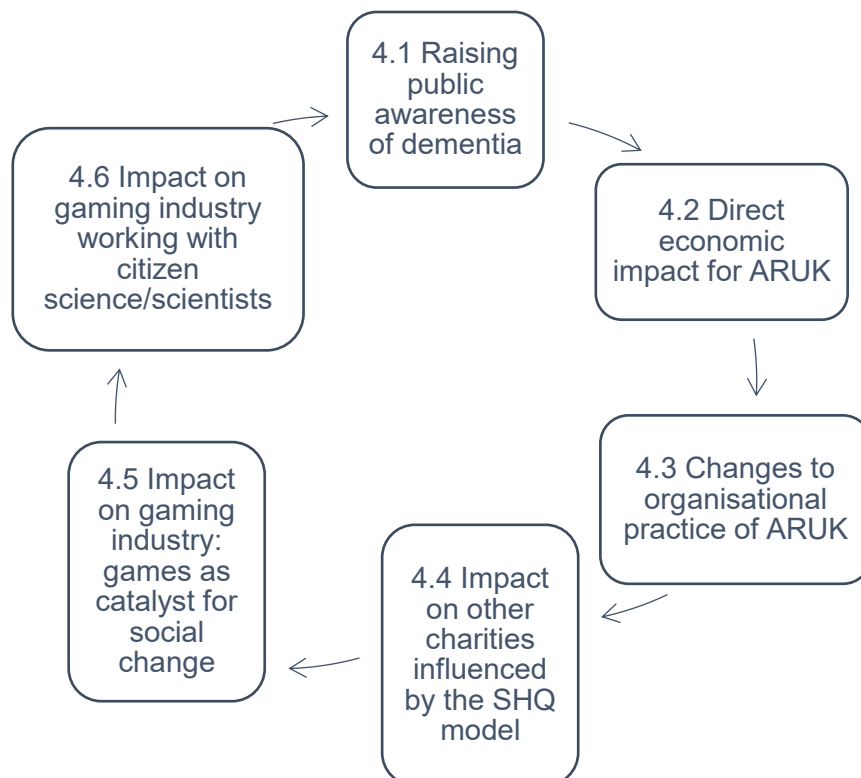 4.1 Raising
public
awareness
of dementia
4.2 Direct
economic
impact for ARUK
4.3 Changes to
organisational
practice of ARUK
4.4 Impact
on other
charities
influenced
by the SHQ
model
4.5 Impact
on gaming
industry:
games as
catalyst for
social
change
4.6 Impact on
gaming industry
working with
citizen
science/scientists